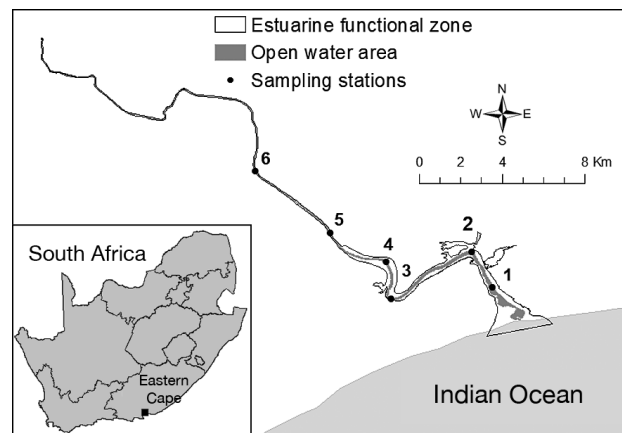 Estuarine functional zone
Open water area
Sampling stations
N
W E
S
0 2 4 8 Km
6
5
4
3
2
1
South Africa
Eastern
Cape
Indian Ocean